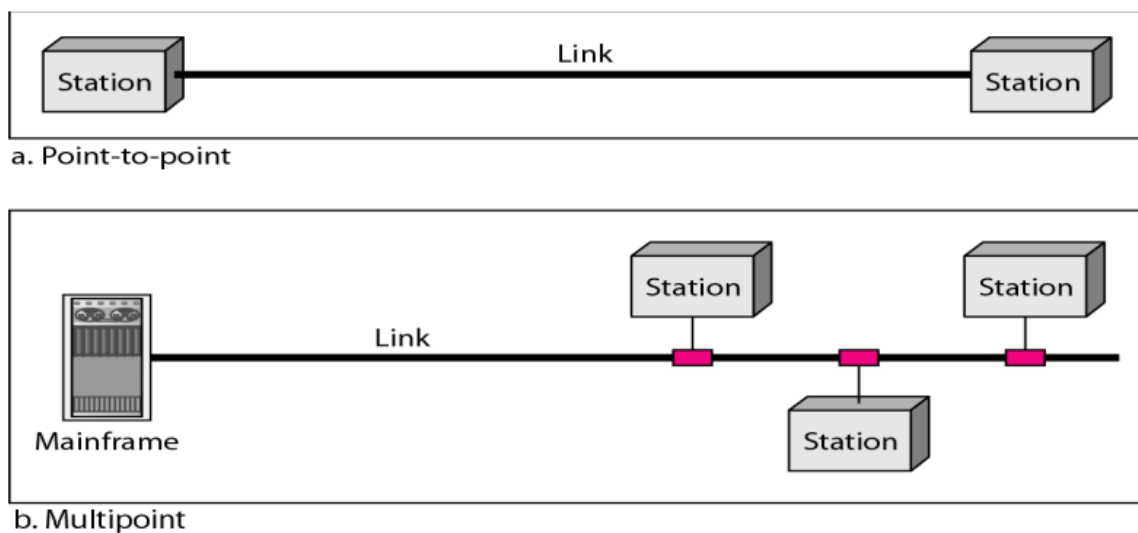 Link
Station
Station
a. Point-to-point
Station
Station
Link
Station
Mainframe
b. Multipoint